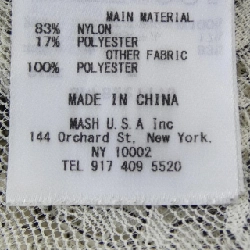 MAIN MATERIAL
83% NYLON
17% POLYESTER
OTHER FABRIC
100% POLYESTER
MADE IN CHINA
MASH U.S.A Inc
144 Orchard St, New York.
NY 10002
TEL 917 409 5520